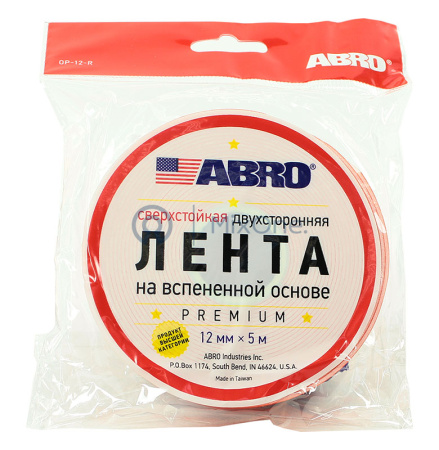 ABRO®
OP-12-R
ABRO®
сверхстойкая двухсторонняя
ЛЕНТА
на вспененной основе
PREMIUM
12 мм × 5 м
ПРОДУКТ
ВЫСШЕЙ
КАТЕГОРИИ
ABRO Industries Inc.
P.O.Box 1174, South Bend, IN 46624, U.S.A.
Made in Taiwan